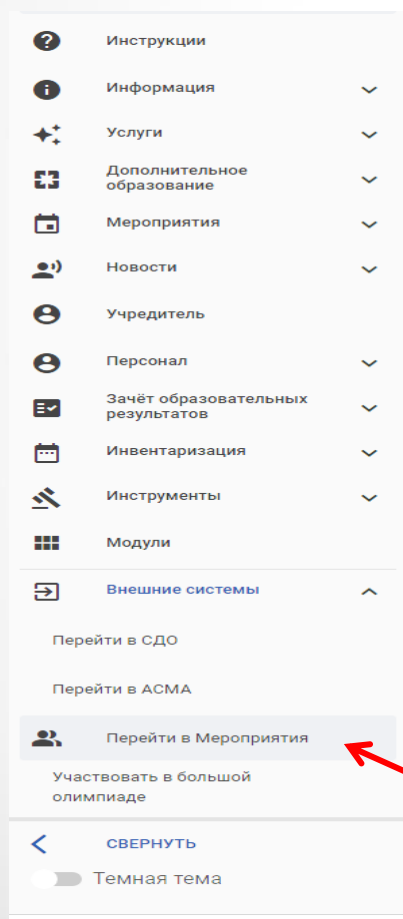 Инструкции
Информация
Услуги
Дополнительное
образование
Мероприятия
Новости
Учредитель
Персонал
Зачёт образовательных
результатов
Инвентаризация
Инструменты
Модули
Внешние системы
Перейти в СДО
Перейти в АСМА
Перейти в Мероприятия
Участвовать в большой
олимпиаде
СВЕРНУТЬ
Темная тема